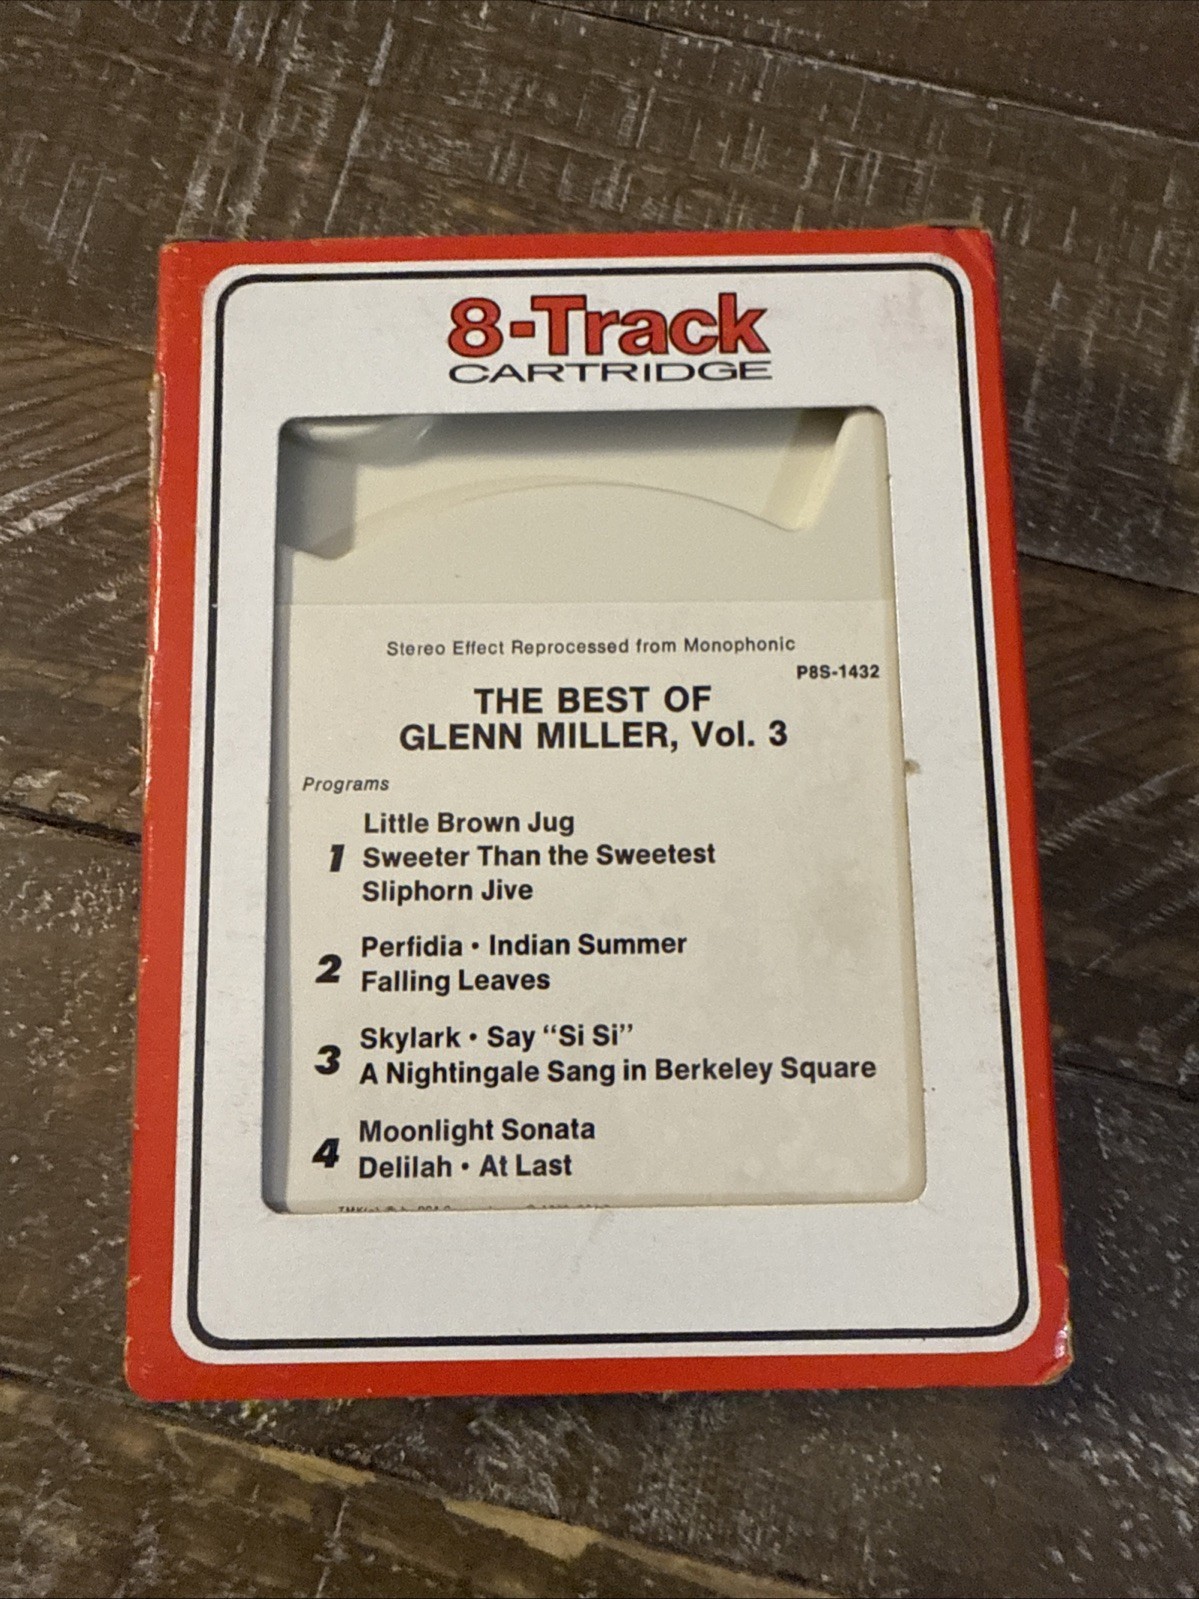 8-Track
CARTRIDGE
Stereo Effect Reprocessed from Monophonic
P8S-1432
THE BEST OF
GLENN MILLER, Vol. 3
Programs
1
Little Brown Jug
Sweeter Than the Sweetest
Sliphorn Jive
2
Perfidia • Indian Summer
Falling Leaves
3
Skylark • Say “Si Si”
A Nightingale Sang in Berkeley Square
4
Moonlight Sonata
Delilah • At Last